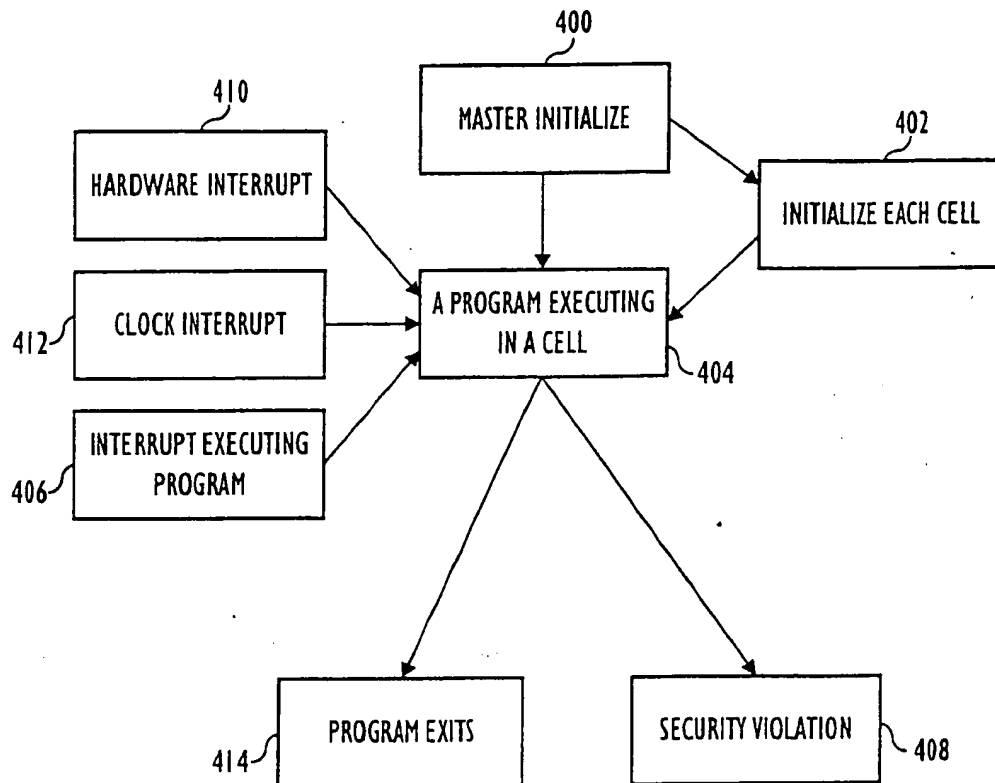 400
MASTER INITIALIZE
410
HARDWARE INTERRUPT
402
INITIALIZE EACH CELL
412
CLOCK INTERRUPT
A PROGRAM EXECUTING
IN A CELL
404
406
INTERRUPT EXECUTING
PROGRAM
414
PROGRAM EXITS
SECURITY VIOLATION
408